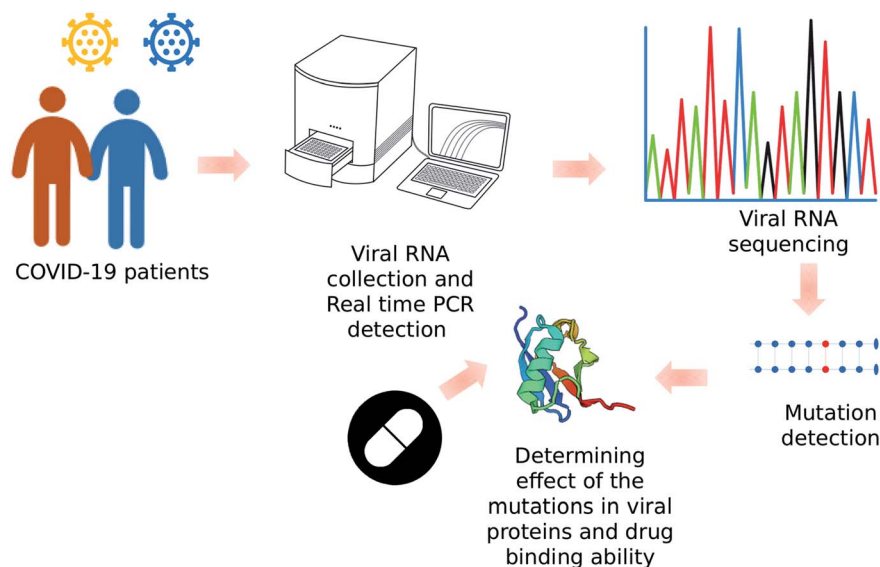 COVID-19 patients
Viral RNA
collection and
Real time PCR
detection
Viral RNA
sequencing
Mutation
detection
Determining
effect of the
mutations in viral
proteins and drug
binding ability